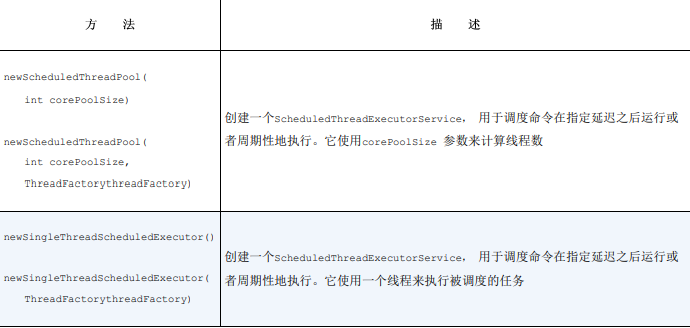 方 法
描 述
newScheduledThreadPool(
int corePoolSize)
newScheduledThreadPool(
int corePoolSize,
ThreadFactorythreadFactory)
创建一个ScheduledThreadExecutorService， 用于调度命令在指定延迟之后运行或
者周期性地执行。它使用corePoolSize 参数来计算线程数
newSingleThreadScheduledExecutor()
newSingleThreadScheduledExecutor(
ThreadFactorythreadFactory)
创建一个ScheduledThreadExecutorService， 用于调度命令在指定延迟之后运行或
者周期性地执行。它使用一个线程来执行被调度的任务